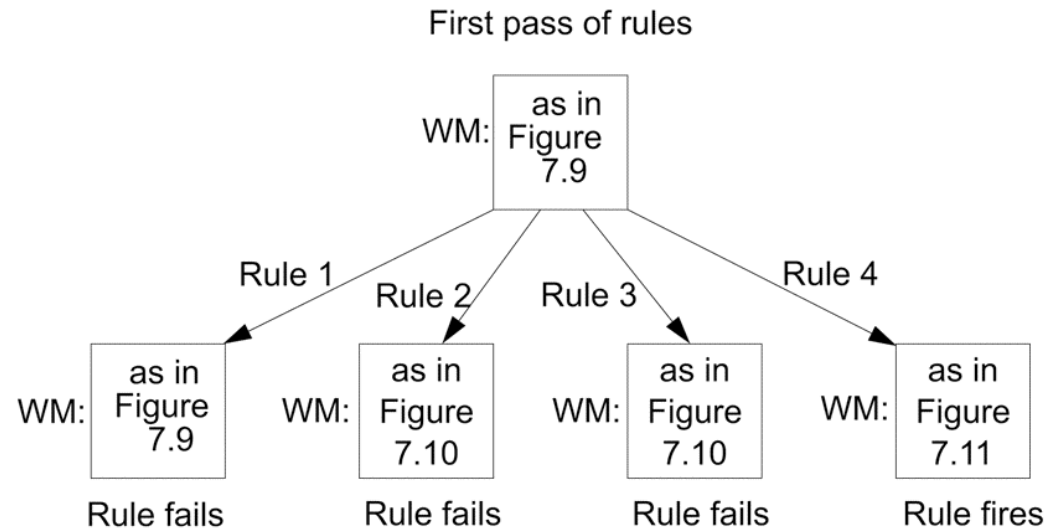 First pass of rules
WM:
as in
Figure
7.9
Rule 1
Rule 2
Rule 3
Rule 4
WM:
as in
Figure
7.9
WM:
as in
Figure
7.10
WM:
as in
Figure
7.10
WM:
as in
Figure
7.11
Rule fails
Rule fails
Rule fails
Rule fires